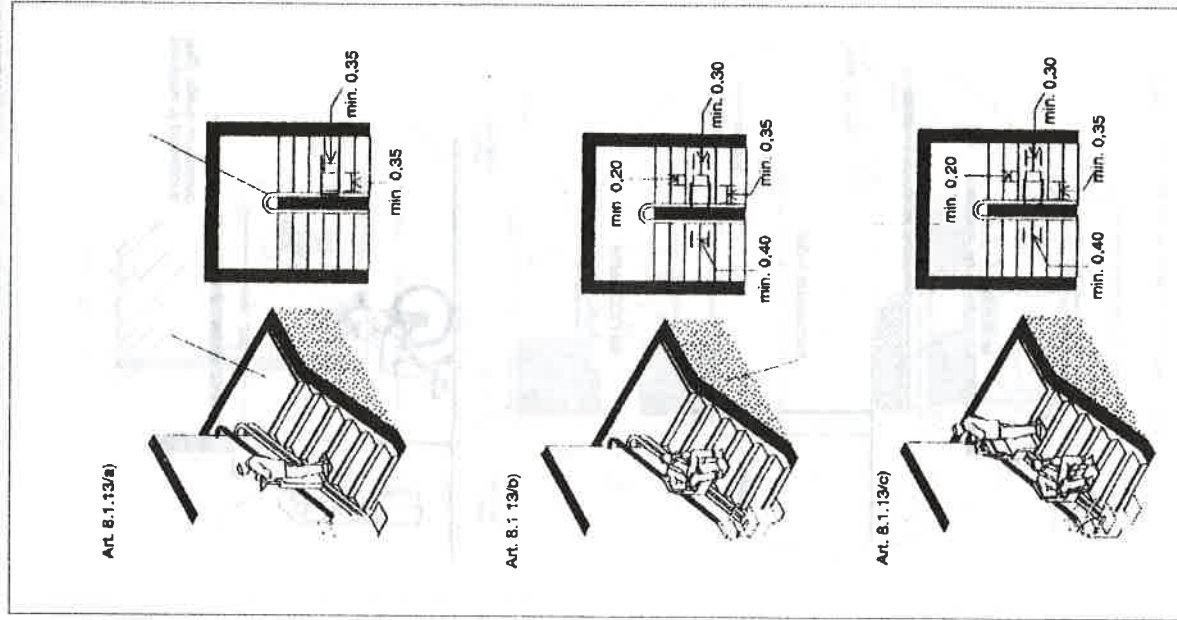 Art. 8.1.13/a)
min. 0,35
min. 0,35
Art. 8.1 13/b)
min 0,20
min. 0.30
min. 0,35
min. 0,40
Art. 8.1.13/c)
min. 0,20
min. 0,30
min. 0,35
min. 0,40